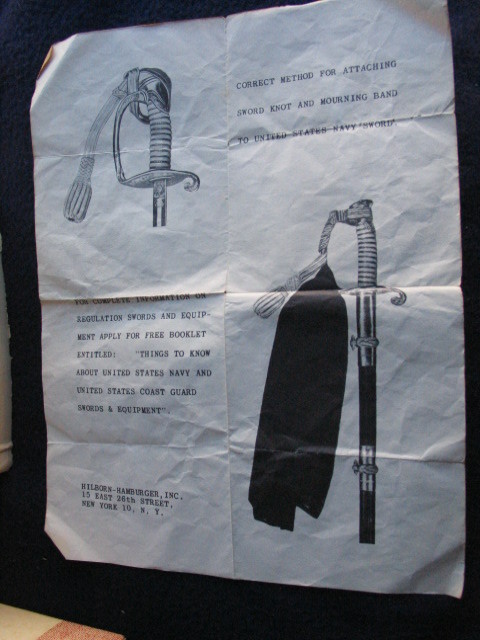 CORRECT METHOD FOR ATTACHING
SWORD KNOT AND MOURNING BAND
TO UNITED STATES NAVY "SWORD"
FOR COMPLETE INFORMATION ON
REGULATION SWORDS AND EQUIP-
MENT APPLY FOR FREE BOOKLET
ENTITLED: "THINGS TO KNOW
ABOUT UNITED STATES NAVY AND
UNITED STATES COAST GUARD
SWORDS & EQUIPMENT".
HILBORN-HAMBURGER, INC.
15 EAST 26th STREET,
NEW YORK 10, N. Y.